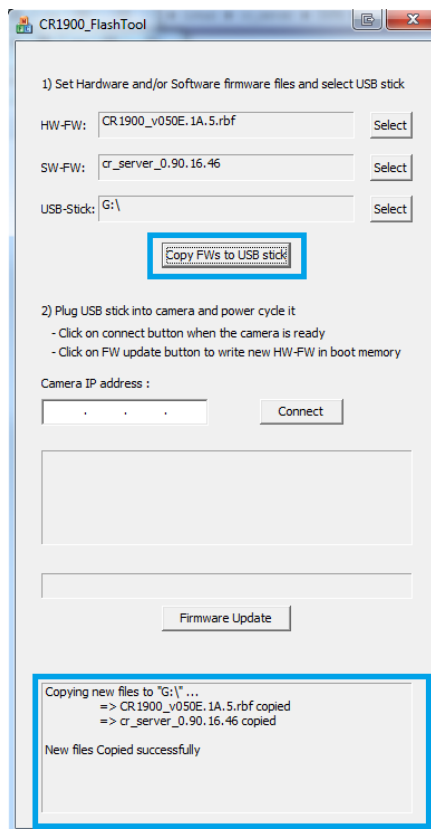 CR1900_FlashTool
1) Set Hardware and/or Software firmware files and select USB stick
HW-FW: CR1900_v050E.1A.5.rbf Select
SW-FW: cr_server_0.90.16.46 Select
USB-Stick: G:\ Select
Copy FWs to USB stick
2) Plug USB stick into camera and power cycle it
- Click on connect button when the camera is ready
- Click on FW update button to write new HW-FW in boot memory
Camera IP address :
. . . Connect
Firmware Update
Copying new files to "G:\" ...
=> CR1900_v050E.1A.5.rbf copied
=> cr_server_0.90.16.46 copied
New files Copied successfully